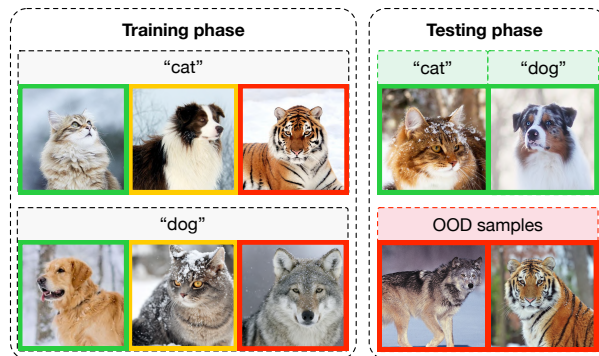 Training phase
“cat”
“dog”
Testing phase
“cat”
“dog”
OOD samples